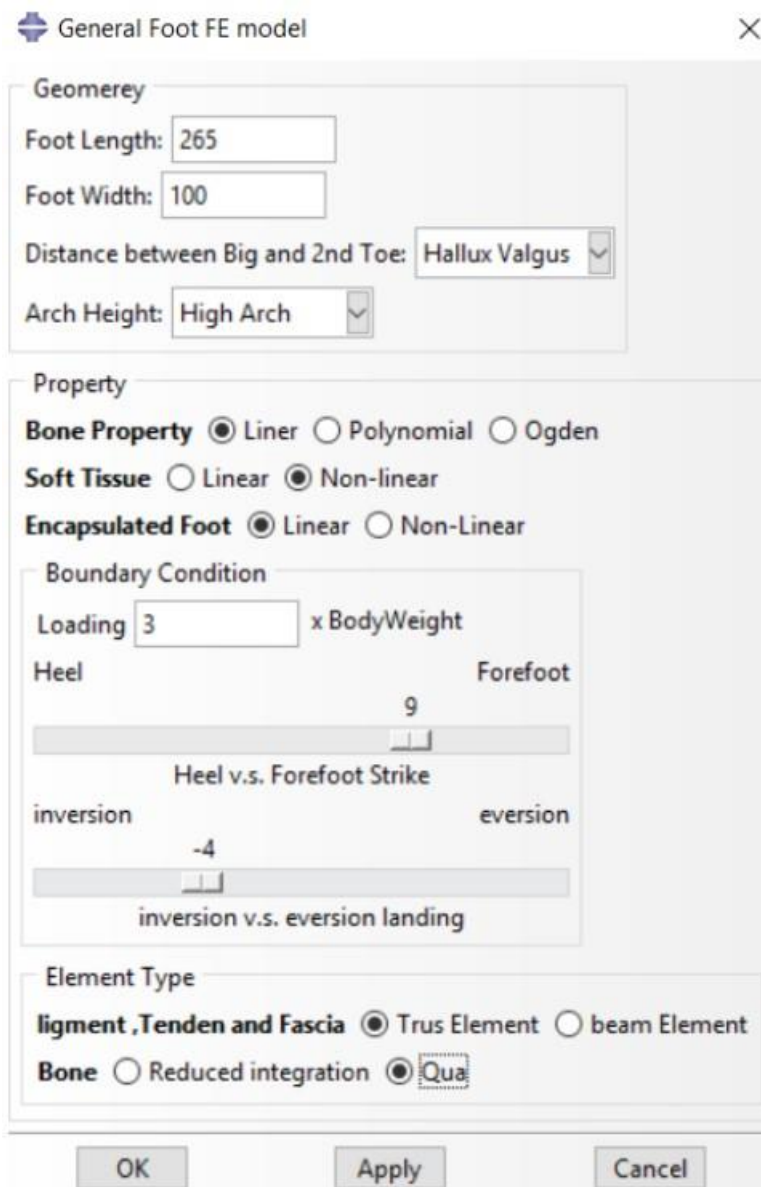 General Foot FE model
Geomerey
Foot Length: 265
Foot Width: 100
Distance between Big and 2nd Toe: Hallux Valgus
Arch Height: High Arch
Property
Bone Property Liner Polynomial Ogden
Soft Tissue Linear Non-linear
Encapsulated Foot Linear Non-Linear
Boundary Condition
Loading 3 x BodyWeight
Heel Forefoot
9
Heel v.s. Forefoot Strike
inversion eversion
-4
inversion v.s. eversion landing
Element Type
ligment ,Tenden and Fascia Trus Element beam Element
Bone Reduced integration Qua
OK Apply Cancel